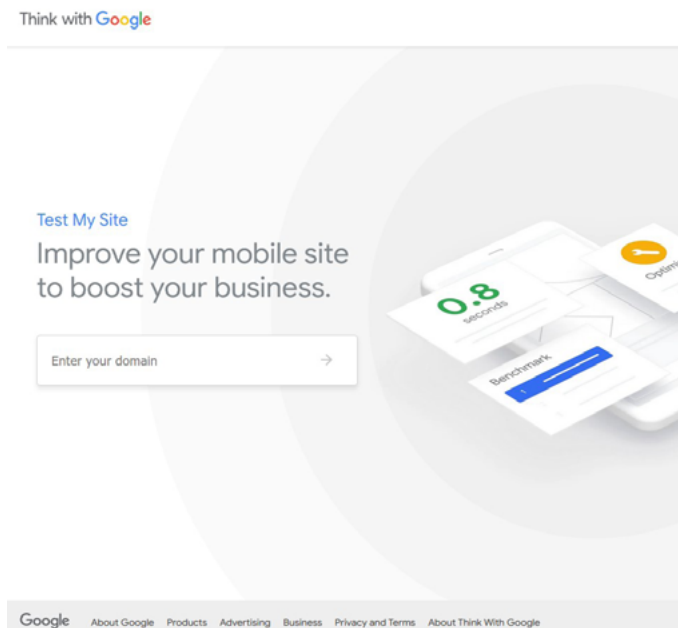 Think with Google
Test My Site
Improve your mobile site
to boost your business.
Enter your domain
0.8
seconds
Benchmark
1
Google About Google Products Advertising Business Privacy and Terms About Think With Google